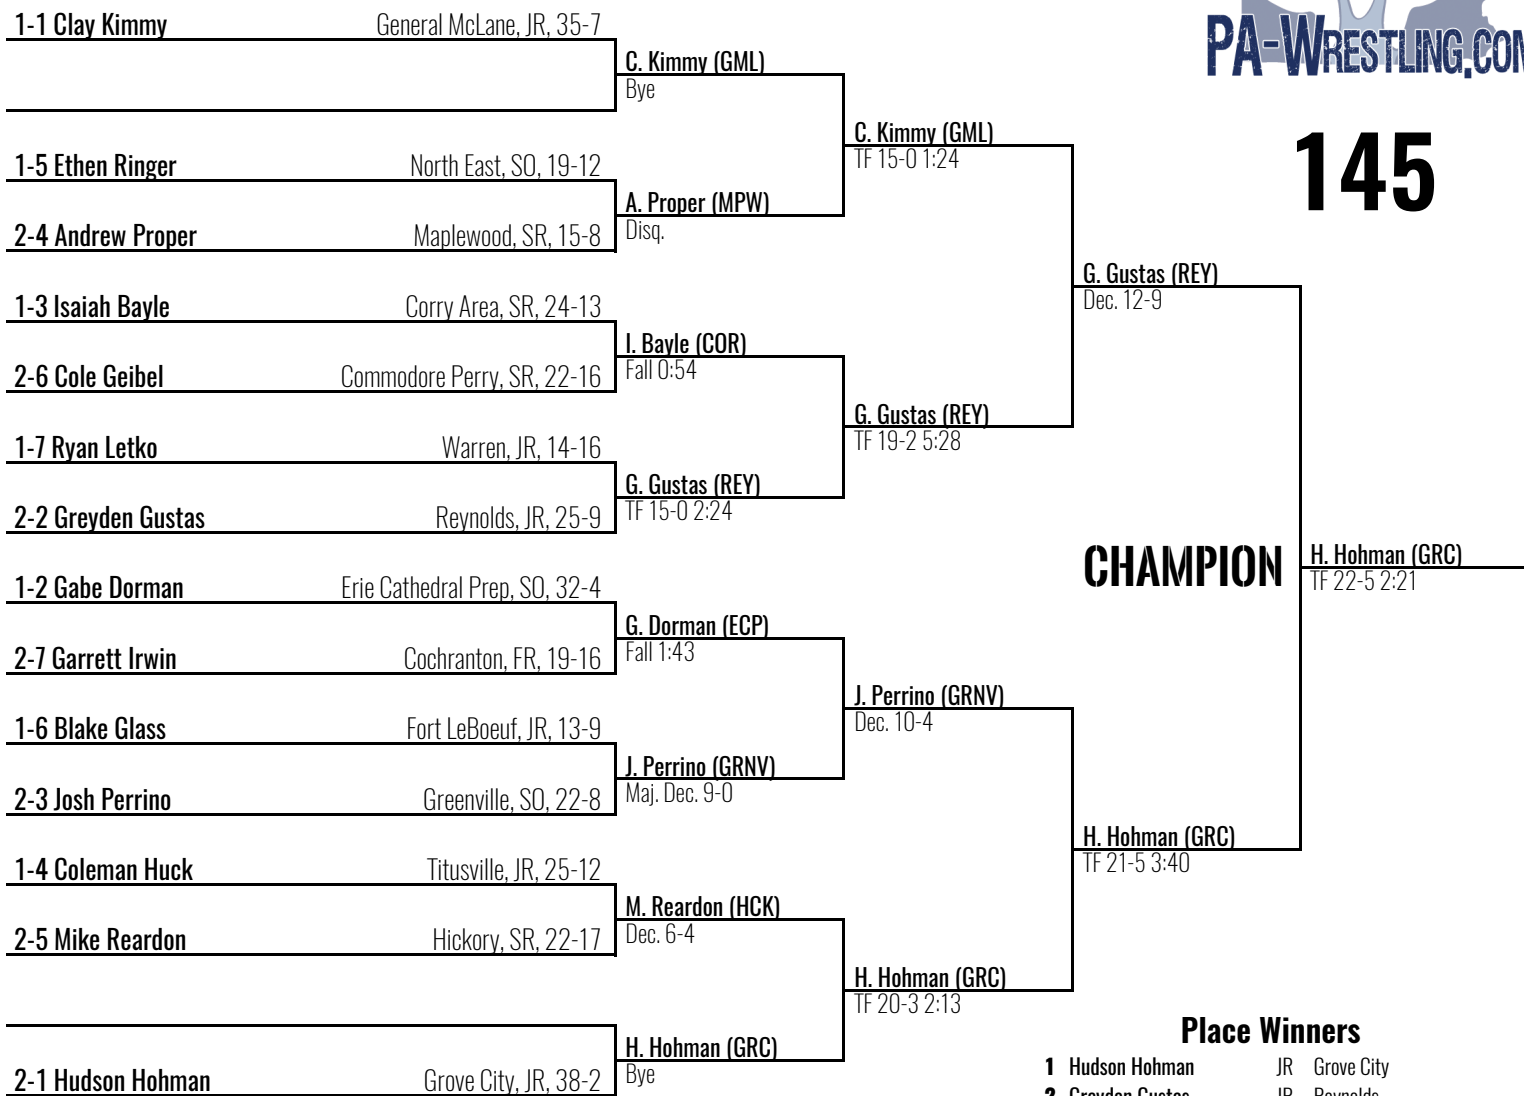 1-1 Clay Kimmy General McLane, JR, 35-7
C. Kimmy (GML)
Bye
1-5 Ethen Ringer North East, SO, 19-12
A. Proper (MPW)
Disq.
2-4 Andrew Proper Maplewood, SR, 15-8
C. Kimmy (GML)
TF 15-0 1:24
1-3 Isaiah Bayle Corry Area, SR, 24-13
I. Bayle (COR)
Fall 0:54
2-6 Cole Geibel Commodore Perry, SR, 22-16
1-7 Ryan Letko Warren, JR, 14-16
G. Gustas (REY)
TF 15-0 2:24
2-2 Greyden Gustas Reynolds, JR, 25-9
G. Gustas (REY)
TF 19-2 5:28
G. Gustas (REY)
Dec. 12-9
1-2 Gabe Dorman Erie Cathedral Prep, SO, 32-4
G. Dorman (ECP)
Fall 1:43
2-7 Garrett Irwin Cochranton, FR, 19-16
1-6 Blake Glass Fort LeBoeuf, JR, 13-9
J. Perrino (GRNV)
Maj. Dec. 9-0
2-3 Josh Perrino Greenville, SO, 22-8
J. Perrino (GRNV)
Dec. 10-4
1-4 Coleman Huck Titusville, JR, 25-12
M. Reardon (HCK)
Dec. 6-4
2-5 Mike Reardon Hickory, SR, 22-17
H. Hohman (GRC)
Bye
2-1 Hudson Hohman Grove City, JR, 38-2
H. Hohman (GRC)
TF 20-3 2:13
H. Hohman (GRC)
TF 21-5 3:40
CHAMPION
H. Hohman (GRC)
TF 22-5 2:21
PA-WRESTLING.COM
145
Place Winners
1 Hudson Hohman JR Grove City
2 Greyden Gustas JR Reynolds